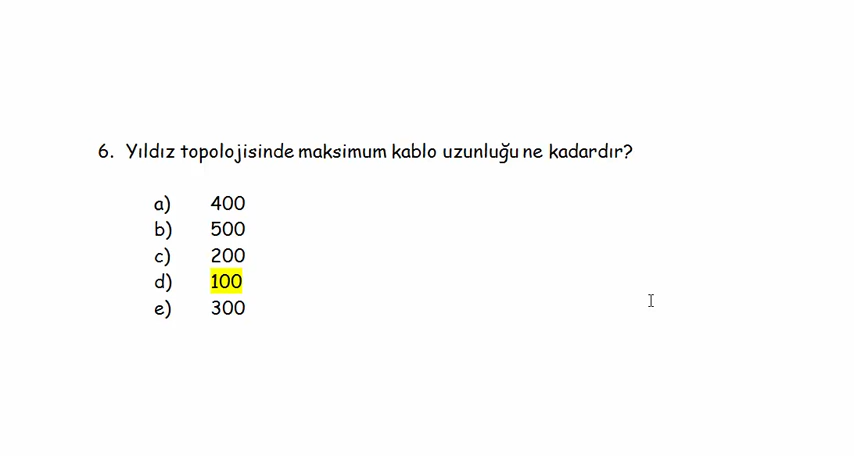 6. Yıldız topolojisinde maksimum kablo uzunluğu ne kadardır?
a) 400
b) 500
c) 200
d) 100
e) 300